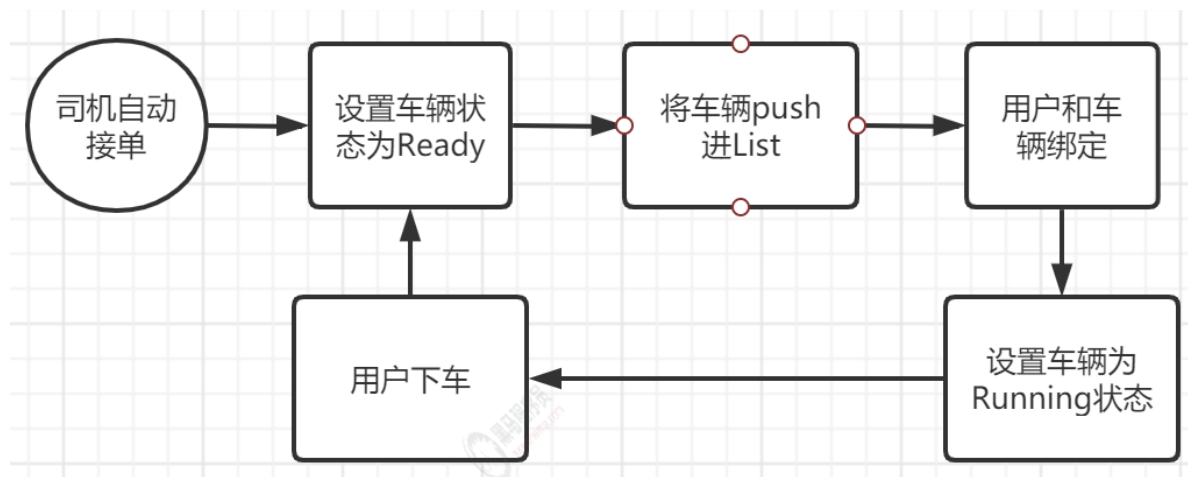 司机自动
接单
设置车辆状
态为Ready
将车辆push
进List
用户和车
辆绑定
用户下车
设置车辆为
Running状态